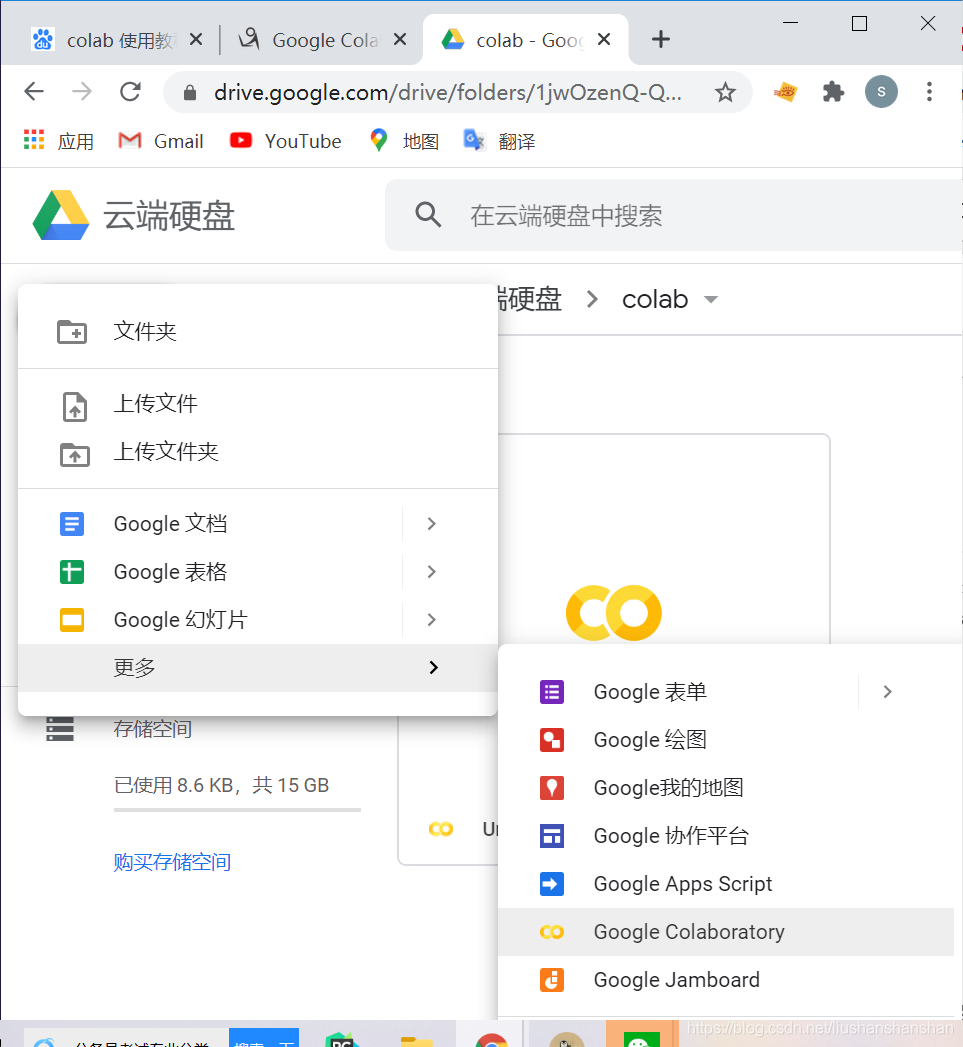 colab 使用教
Google Cola
colab - Goog
drive.google.com/drive/folders/1jwOzenQ-Q...
S
应用
Gmail
YouTube
地图
翻译
云端硬盘
在云端硬盘中搜索
端硬盘
colab
文件夹
上传文件
上传文件夹
Google 文档
Google 表格
Google 幻灯片
更多
Google 表单
Google 绘图
Google我的地图
Google 协作平台
Google Apps Script
Google Colaboratory
Google Jamboard
存储空间
已使用 8.6 KB，共 15 GB
购买存储空间
https://blog.csdn.net/liushanshanshan